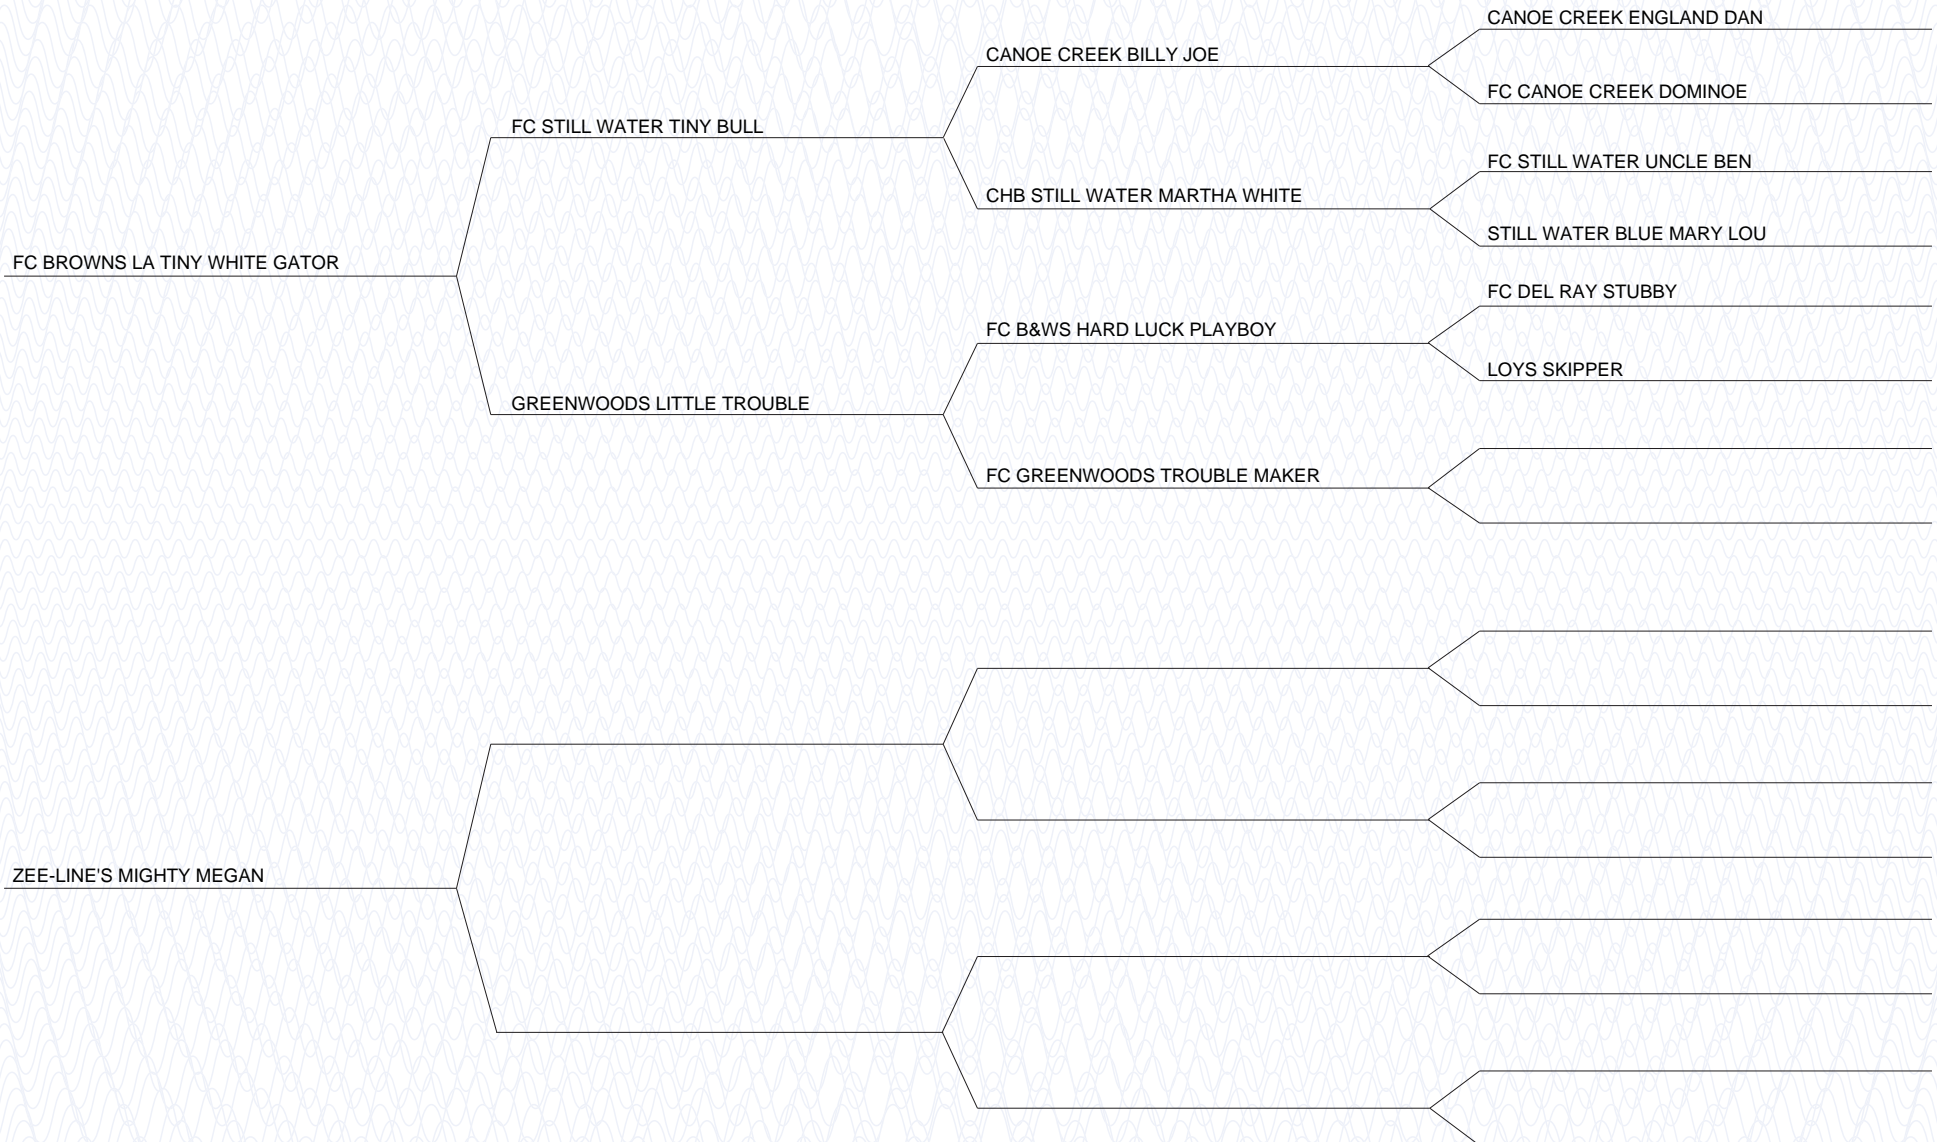 CANOE CREEK ENGLAND DAN
CANOE CREEK BILLY JOE
FC CANOE CREEK DOMINOE
FC STILL WATER TINY BULL
FC STILL WATER UNCLE BEN
CHB STILL WATER MARTHA WHITE
STILL WATER BLUE MARY LOU
FC BROWNS LA TINY WHITE GATOR
FC DEL RAY STUBBY
FC B&WS HARD LUCK PLAYBOY
LOYS SKIPPER
GREENWOODS LITTLE TROUBLE
FC GREENWOODS TROUBLE MAKER
ZEE-LINE'S MIGHTY MEGAN